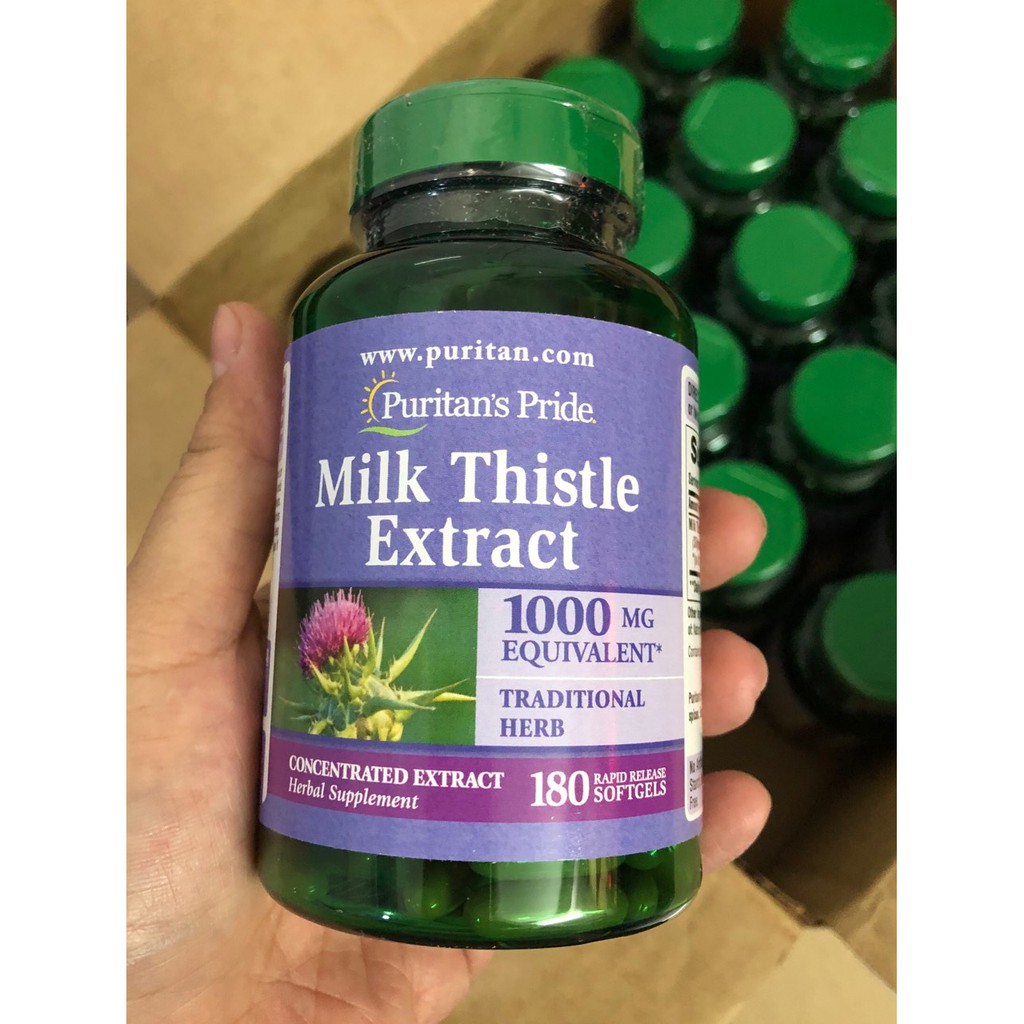 www.puritan.com
Puritan's Pride
Milk Thistle
Extract
1000 MG
EQUIVALENT*
TRADITIONAL
HERB
CONCENTRATED EXTRACT
Herbal Supplement
180 RAPID RELEASE
SOFTGELS